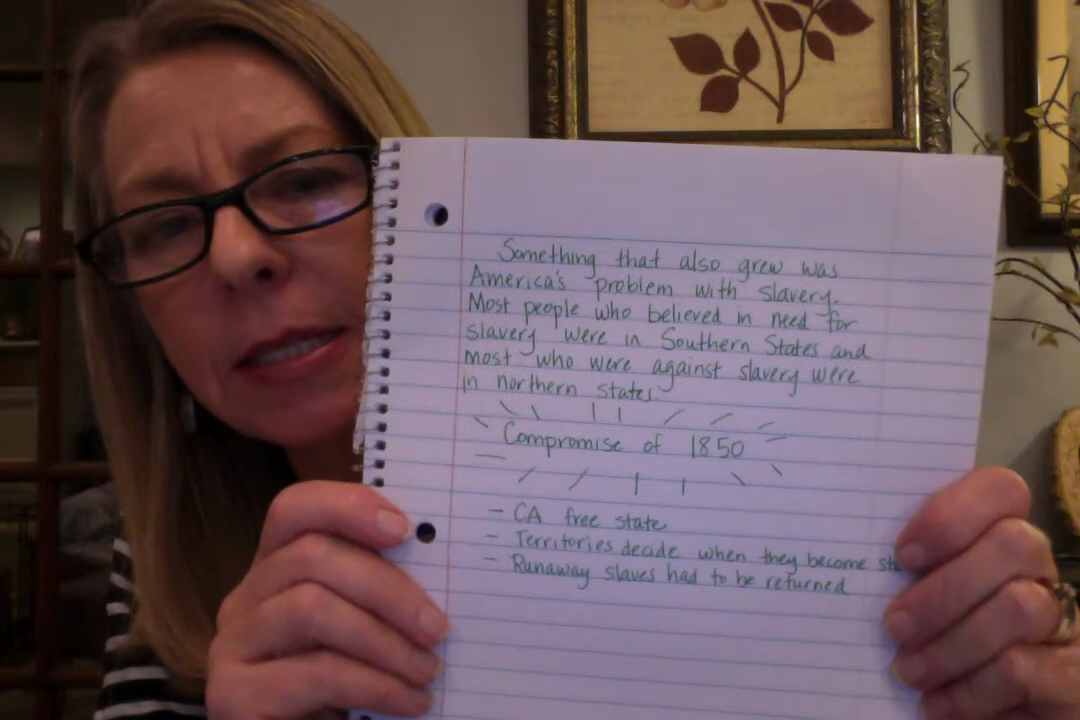 Something that also grew was
America's problem with slavery.
Most people who believed in need for
slavery were in Southern States and
most who were against slavery were
in northern states.
Compromise of 1850
- CA free state
- Territories decide when they become
- Runaway slaves had to be returned